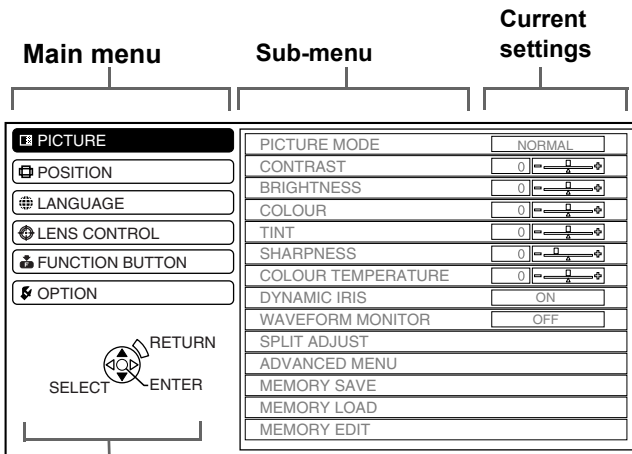 Main menu
Sub-menu
Current
settings
PICTURE
POSITION
LANGUAGE
LENS CONTROL
FUNCTION BUTTON
OPTION
RETURN
SELECT
ENTER
PICTURE MODE NORMAL
CONTRAST 0
BRIGHTNESS 0
COLOUR 0
TINT 0
SHARPNESS 0
COLOUR TEMPERATURE 0
DYNAMIC IRIS ON
WAVEFORM MONITOR OFF
SPLIT ADJUST
ADVANCED MENU
MEMORY SAVE
MEMORY LOAD
MEMORY EDIT